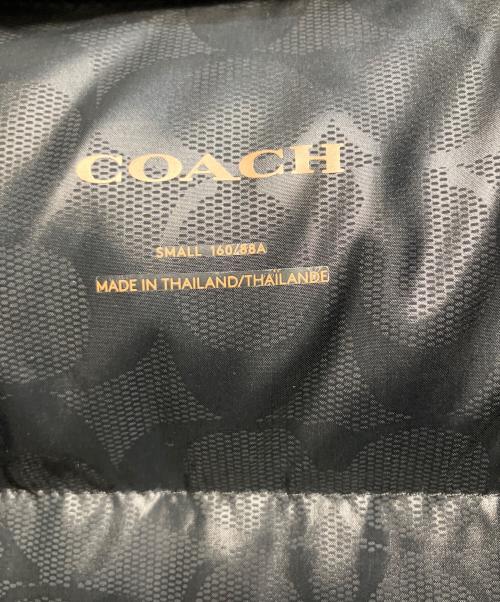 COACH
SMALL 160/88A
MADE IN THAILAND/THAÏLANDE